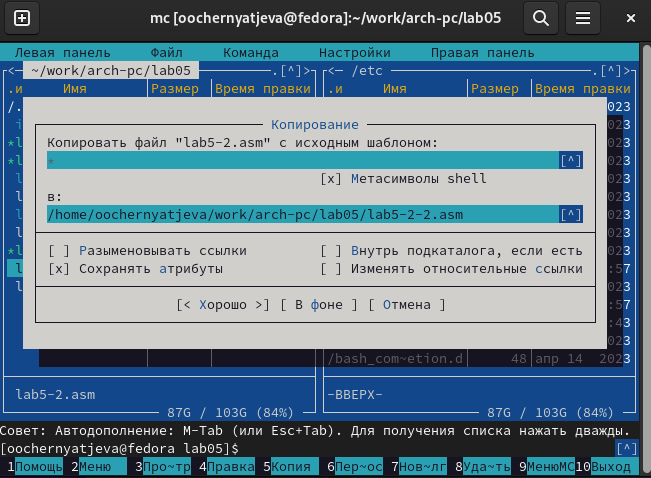 mc [oochernyatjeva@fedora]:~/work/arch-pc/lab05
Левая панель Файл Команда Настройки Правая панель
<— ~/work/arch-pc/lab05 .[^]> <— /etc .[^]>
.и Имя Размер Время правки .и Имя Размер Время правки
/. 023
Копирование
Копировать файл "lab5-2.asm" с исходным шаблоном:
* [^]
[x] Метасимволы shell
в:
/home/oochernyatjeva/work/arch-pc/lab05/lab5-2-2.asm [^]
[ ] Разыменовывать ссылки [ ] Внутрь подкаталога, если есть
[x] Сохранять атрибуты [ ] Изменять относительные ссылки
[< Хорошо >] [ В фоне ] [ Отмена ]
/bash_com~etion.d 48 апр 14 2023
lab5-2.asm -ВВЕРХ-
87G / 103G (84%) 87G / 103G (84%)
Совет: Автодополнение: M-Tab (или Esc+Tab). Для получения списка нажать дважды.
[oochernyatjeva@fedora lab05]$ [^]
1Помощь 2Меню 3Про~тр 4Правка 5Копия 6Пер~ос 7Нов~лг 8Уда~ть 9МенюMC 10Выход